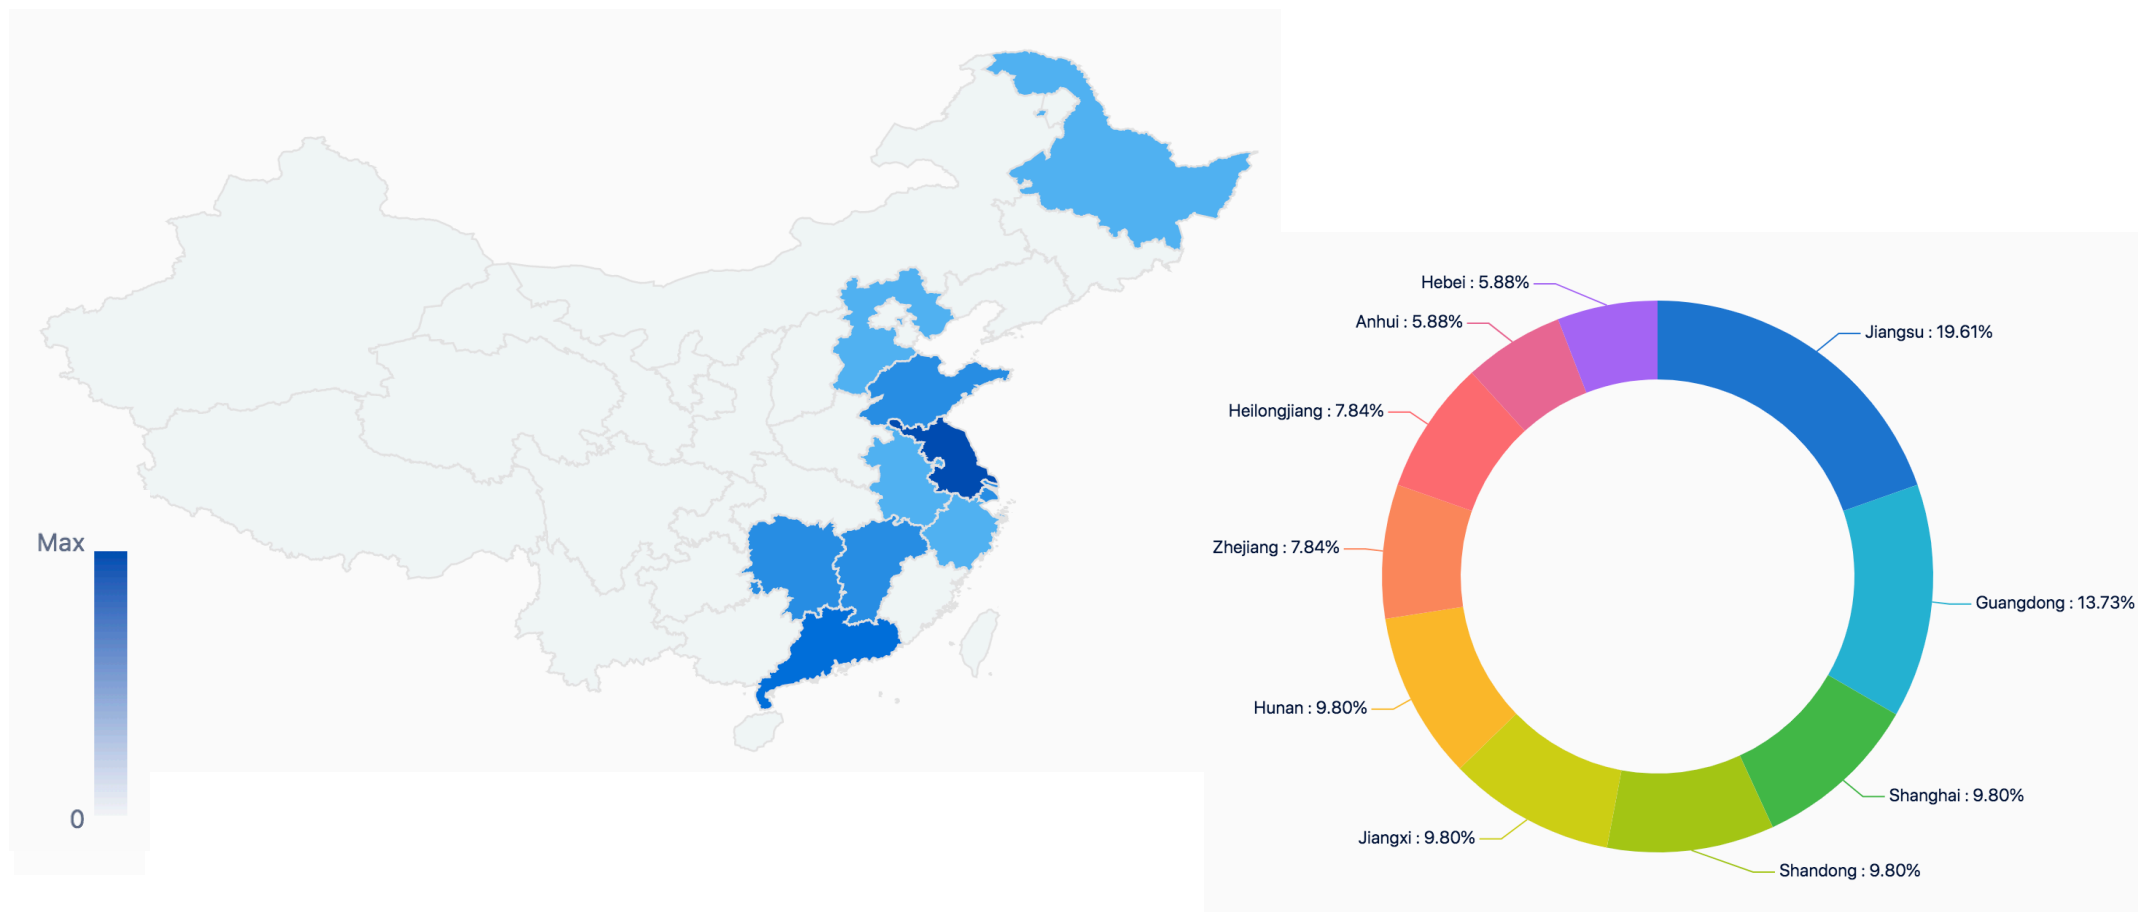 Max
0
Hebei : 5.88%
Anhui : 5.88%
Jiangsu : 19.61%
Heilongjiang : 7.84%
Zhejiang : 7.84%
Guangdong : 13.73%
Hunan : 9.80%
Shanghai : 9.80%
Jiangxi : 9.80%
Shandong : 9.80%